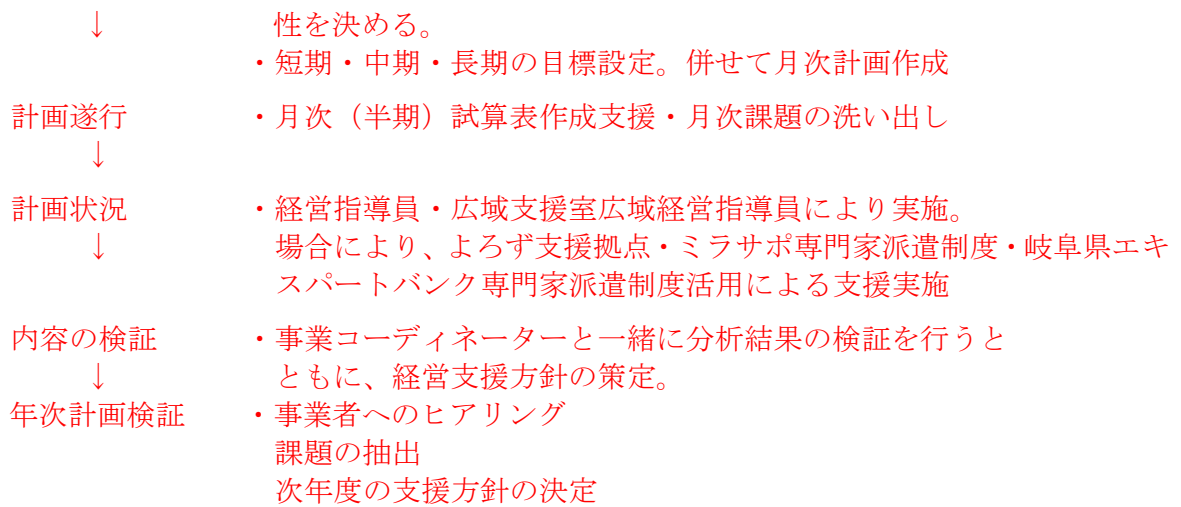 ↓ 性を決める。
・短期・中期・長期の目標設定。併せて月次計画作成
計画遂行 ・月次（半期）試算表作成支援・月次課題の洗い出し
↓
計画状況 ・経営指導員・広域支援室広域経営指導員により実施。
↓ 場合により、よろず支援拠点・ミラサポ専門家派遣制度・岐阜県エキ
スパートバンク専門家派遣制度活用による支援実施
内容の検証 ・事業コーディネーターと一緒に分析結果の検証を行うと
↓ ともに、経営支援方針の策定。
年次計画検証 ・事業者へのヒアリング
課題の抽出
次年度の支援方針の決定